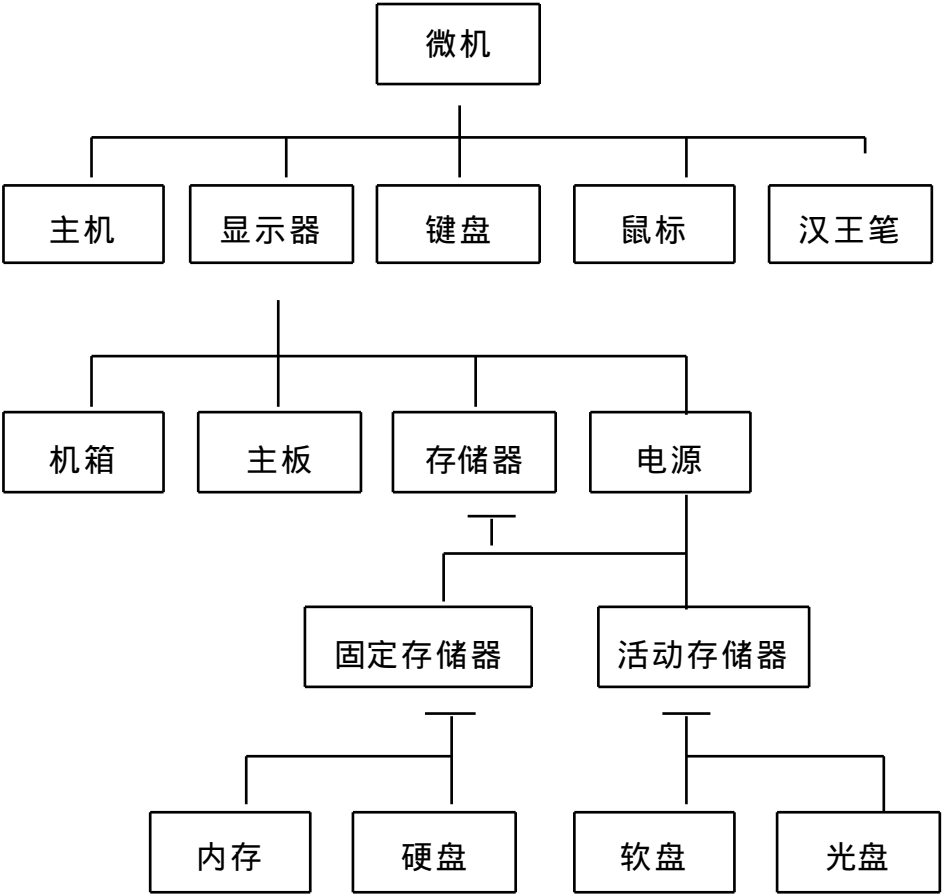 微机
主机
显示器
键盘
鼠标
汉王笔
机箱
主板
存储器
电源
固定存储器
活动存储器
内存
硬盘
软盘
光盘